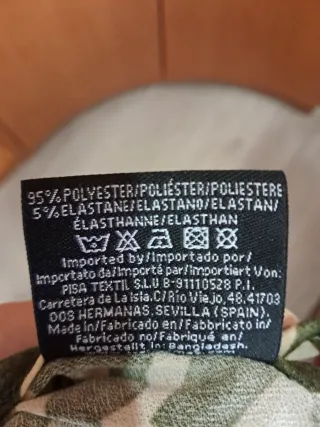 95% POLYESTER/POLIÉSTER/POLIESTERE
5% ELASTANE/ELASTANO/ELASTAN/
ÉLASTHANNE/ELASTHAN
Imported by/Importado por/
Importato da/Importé par/Importiert Von:
PISA TEXTIL S.L.U B-91110528 P.I.
Carretera de La Isla. C/Río Viejo, 48, 41703
DOS HERMANAS. SEVILLA (SPAIN).
Made in/Fabricado en/Fabbricato in/
Fabricado no/Fabriqué en/
Hergestellt in: Bangladesh.